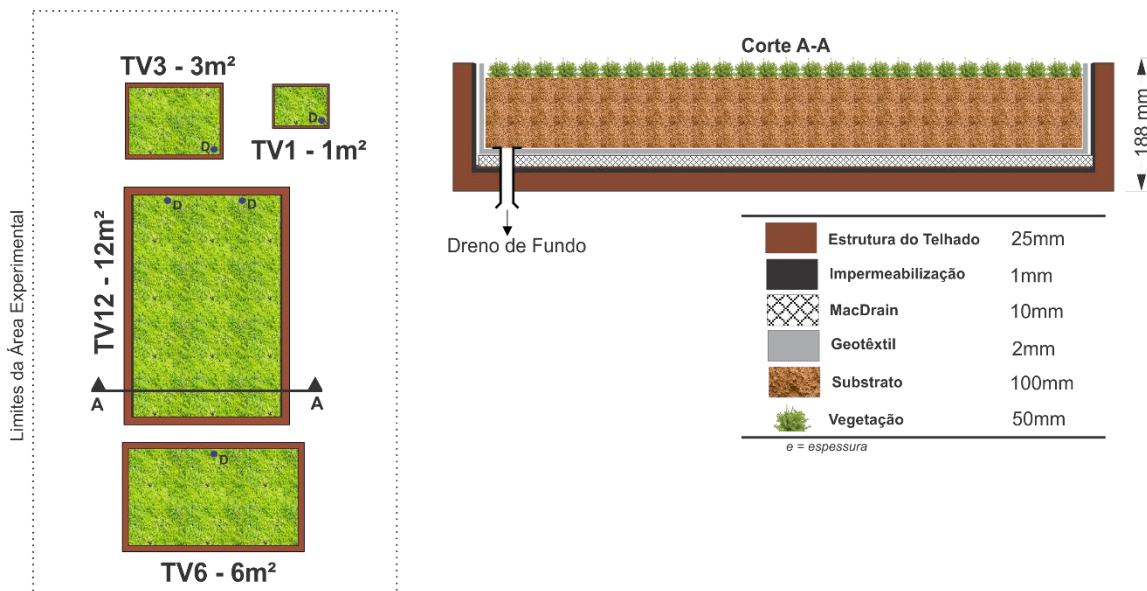 Limites da Área Experimental
TV3 - 3m²
D
TV1 - 1m²
D
TV12 - 12m²
D
D
A
A
D
TV6 - 6m²
Corte A-A
188 mm
Dreno de Fundo
Estrutura do Telhado 25mm
Impermeabilização 1mm
MacDrain 10mm
Geotêxtil 2mm
Substrato 100mm
Vegetação 50mm
e = espessura